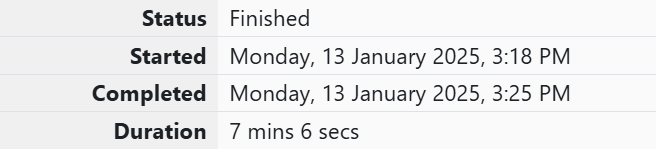 Status Finished
Started Monday, 13 January 2025, 3:18 PM
Completed Monday, 13 January 2025, 3:25 PM
Duration 7 mins 6 secs